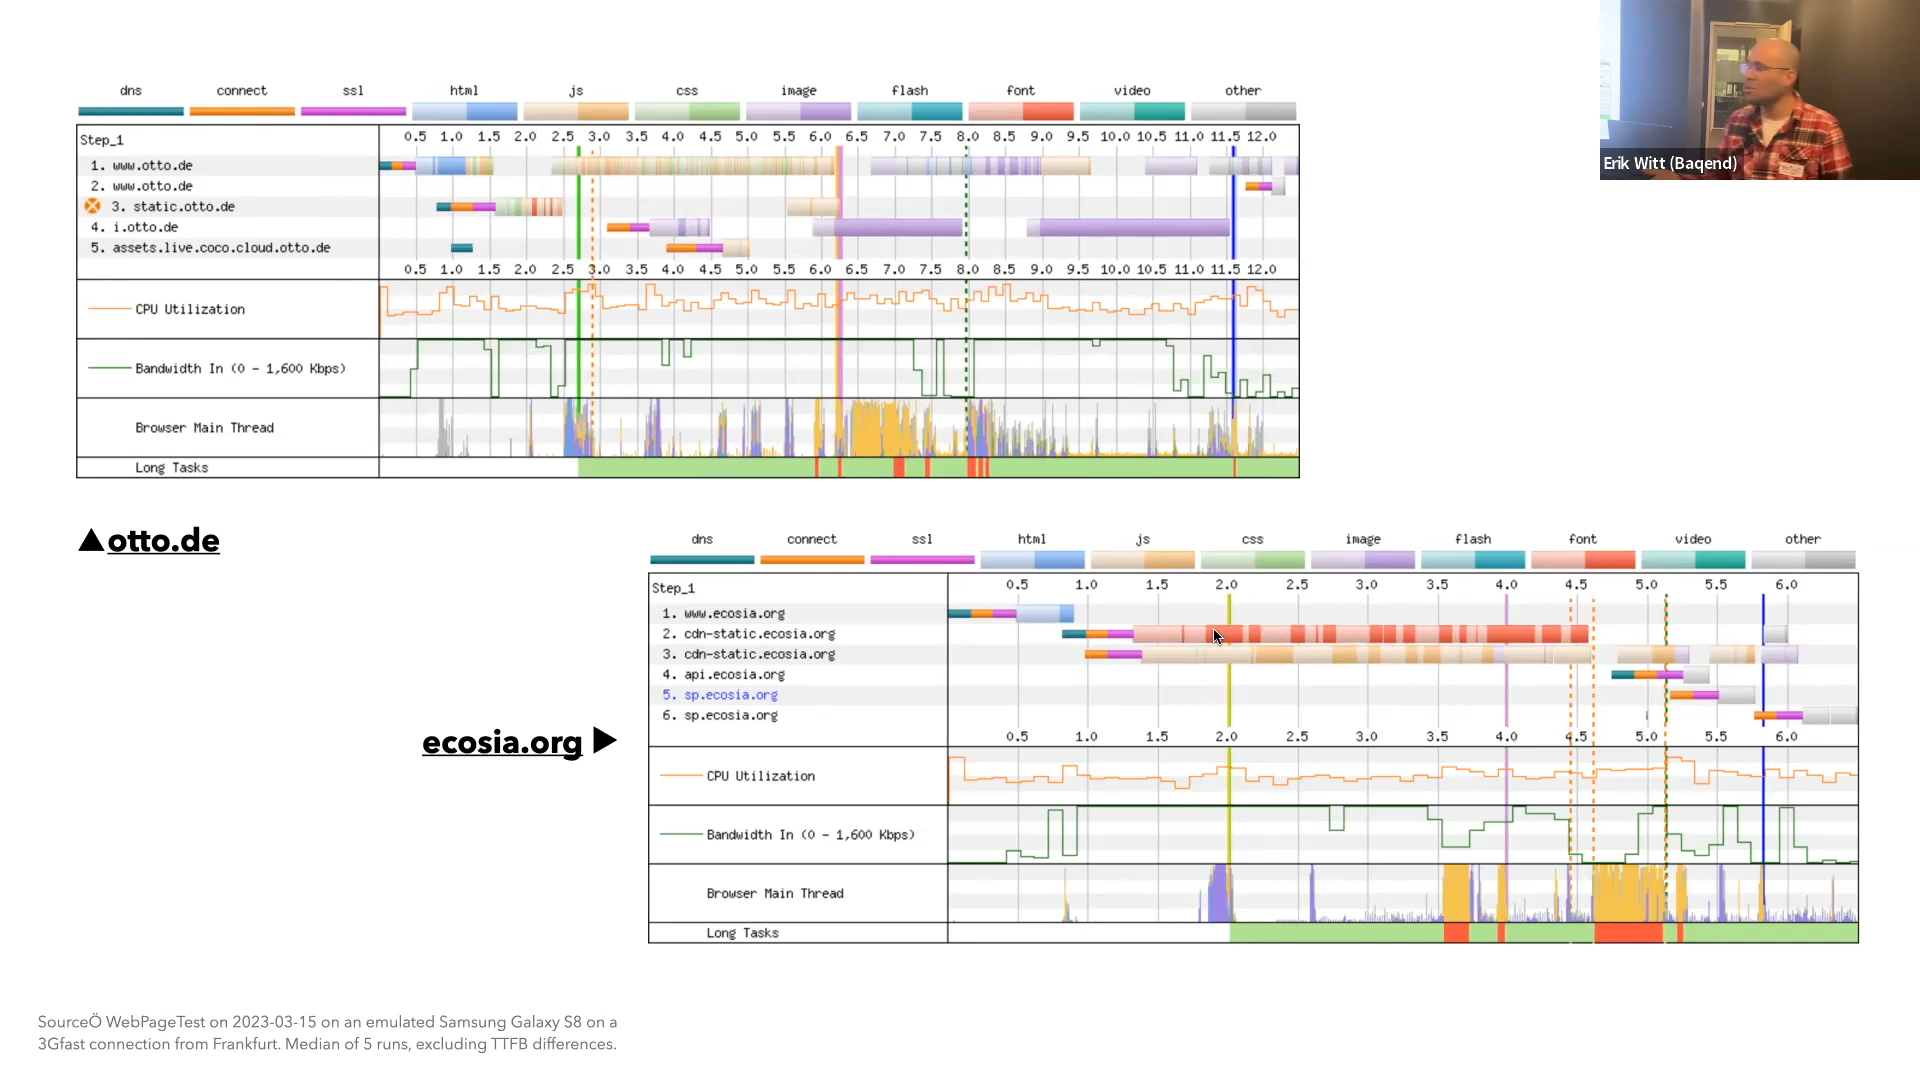 dns connect ssl html js css image flash font video other
Step_1
0.5 1.0 1.5 2.0 2.5 3.0 3.5 4.0 4.5 5.0 5.5 6.0 6.5 7.0 7.5 8.0 8.5 9.0 9.5 10.0 10.5 11.0 11.5 12.0
1. www.otto.de
2. www.otto.de
3. static.otto.de
4. i.otto.de
5. assets.live.coco.cloud.otto.de
0.5 1.0 1.5 2.0 2.5 3.0 3.5 4.0 4.5 5.0 5.5 6.0 6.5 7.0 7.5 8.0 8.5 9.0 9.5 10.0 10.5 11.0 11.5 12.0
CPU Utilization
Bandwidth In (0 - 1,600 Kbps)
Browser Main Thread
Long Tasks
Erik Witt (Baqend)
▲otto.de
dns connect ssl html js css image flash font video other
Step_1
0.5 1.0 1.5 2.0 2.5 3.0 3.5 4.0 4.5 5.0 5.5 6.0
1. www.ecosia.org
2. cdn-static.ecosia.org
3. cdn-static.ecosia.org
4. api.ecosia.org
5. sp.ecosia.org
6. sp.ecosia.org
0.5 1.0 1.5 2.0 2.5 3.0 3.5 4.0 4.5 5.0 5.5 6.0
ecosia.org ▶
CPU Utilization
Bandwidth In (0 - 1,600 Kbps)
Browser Main Thread
Long Tasks
SourceÖ WebPageTest on 2023-03-15 on an emulated Samsung Galaxy S8 on a
3Gfast connection from Frankfurt. Median of 5 runs, excluding TTFB differences.